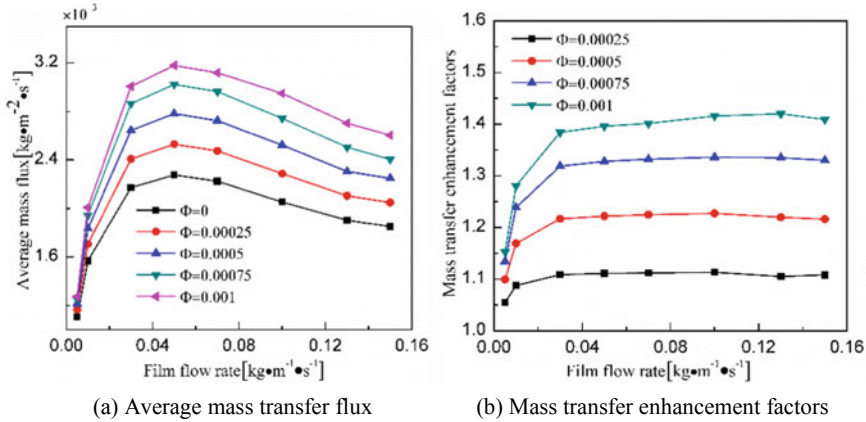 ×10⁻³
3.2
2.4
1.6
0.00 0.04 0.08 0.12 0.16
Average mass flux[kg●m⁻²●s⁻¹]
Film flow rate[kg●m⁻¹●s⁻¹]
Φ=0
Φ=0.00025
Φ=0.0005
Φ=0.00075
Φ=0.001
(a) Average mass transfer flux
1.6
1.5
1.4
1.3
1.2
1.1
1.0
0.00 0.04 0.08 0.12 0.16
Mass transfer enhancement factors
Film flow rate[kg●m⁻¹●s⁻¹]
Φ=0.00025
Φ=0.0005
Φ=0.00075
Φ=0.001
(b) Mass transfer enhancement factors